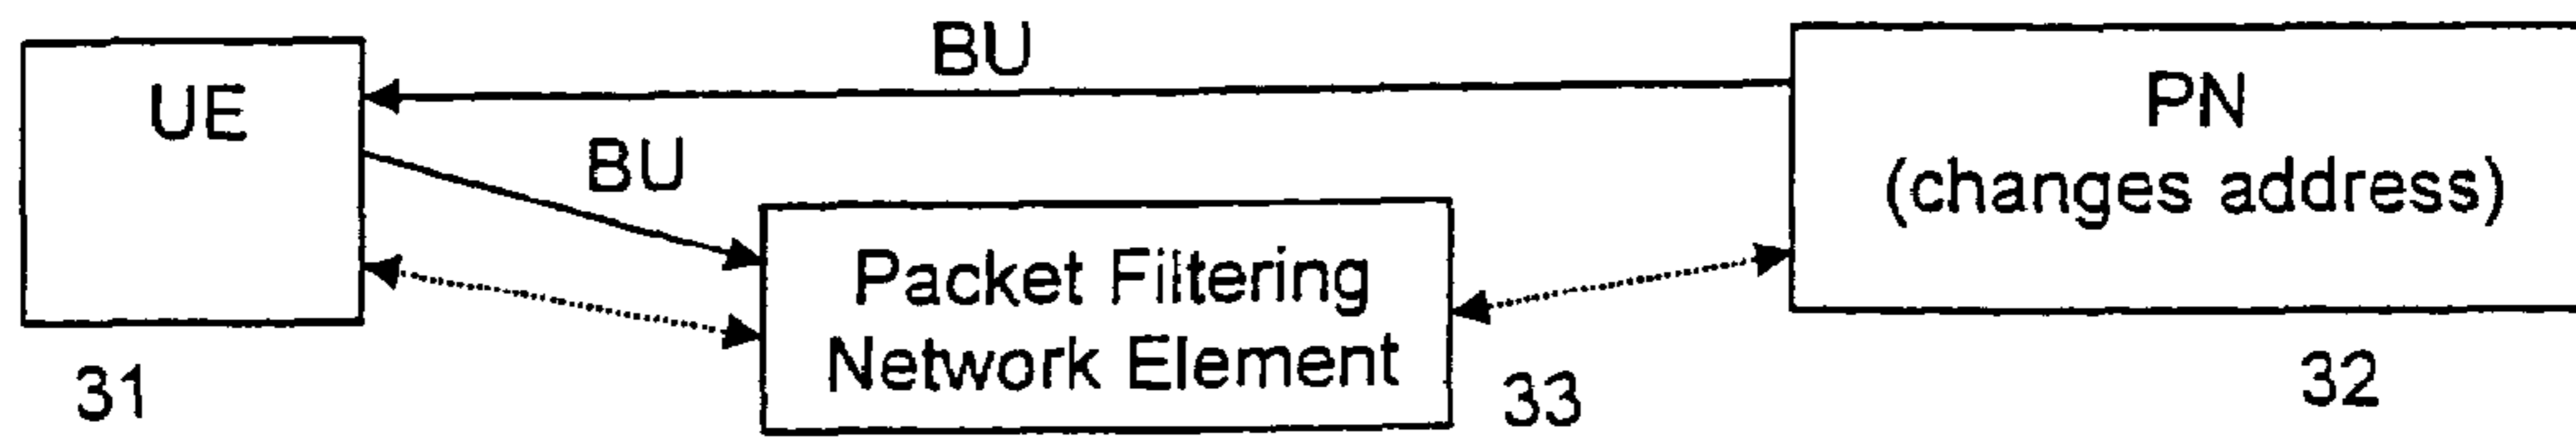 BU
UE
PN
(changes address)
BU
Packet Filtering
Network Element
31
33
32